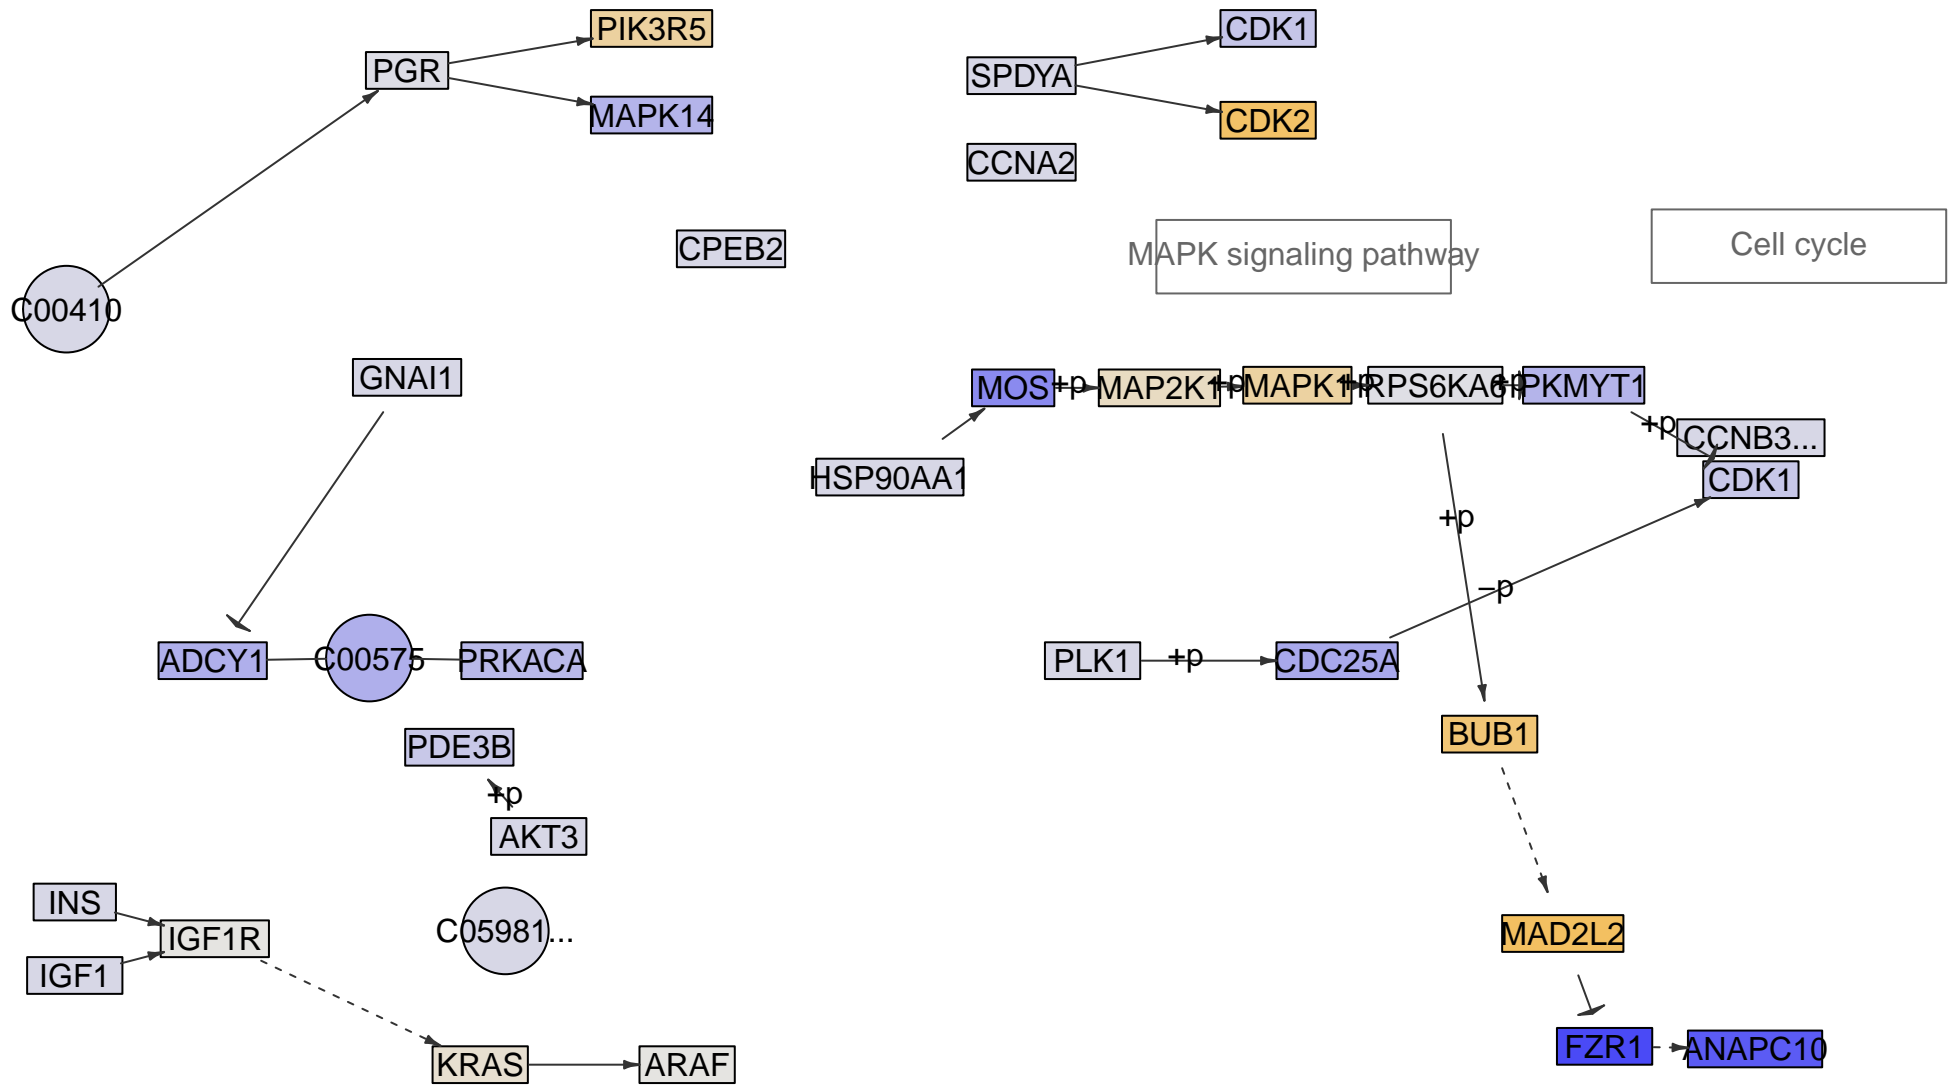 PIK3R5
CDK1
PGR
SPDYA
MAPK14
CDK2
CCNA2
CPEB2
MAPK signaling pathway
Cell cycle
C00410
GNAI1
MOS
+p
MAP2K1
+p
MAPK1
+p
RPS6KA6
+p
PKMYT1
+p
CCNB3...
HSP90AA1
CDK1
+p
−p
ADCY1
C00575
PRKACA
PLK1
+p
CDC25A
PDE3B
BUB1
+p
AKT3
INS
IGF1R
C05981...
MAD2L2
IGF1
KRAS
ARAF
FZR1
ANAPC10